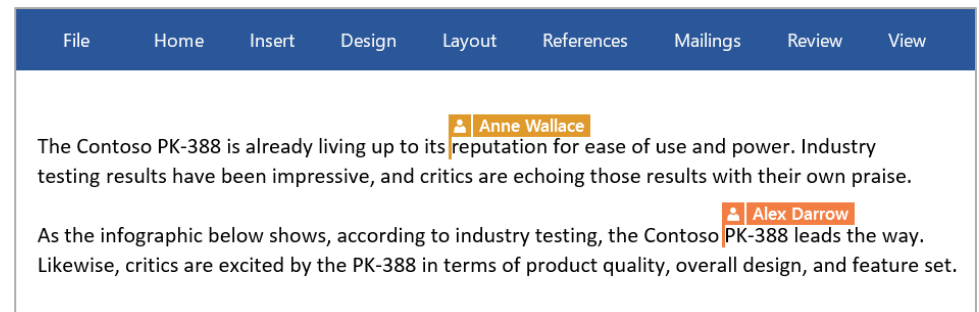 File Home Insert Design Layout References Mailings Review View
Anne Wallace
The Contoso PK-388 is already living up to its reputation for ease of use and power. Industry
testing results have been impressive, and critics are echoing those results with their own praise.
Alex Darrow
As the infographic below shows, according to industry testing, the Contoso PK-388 leads the way.
Likewise, critics are excited by the PK-388 in terms of product quality, overall design, and feature set.